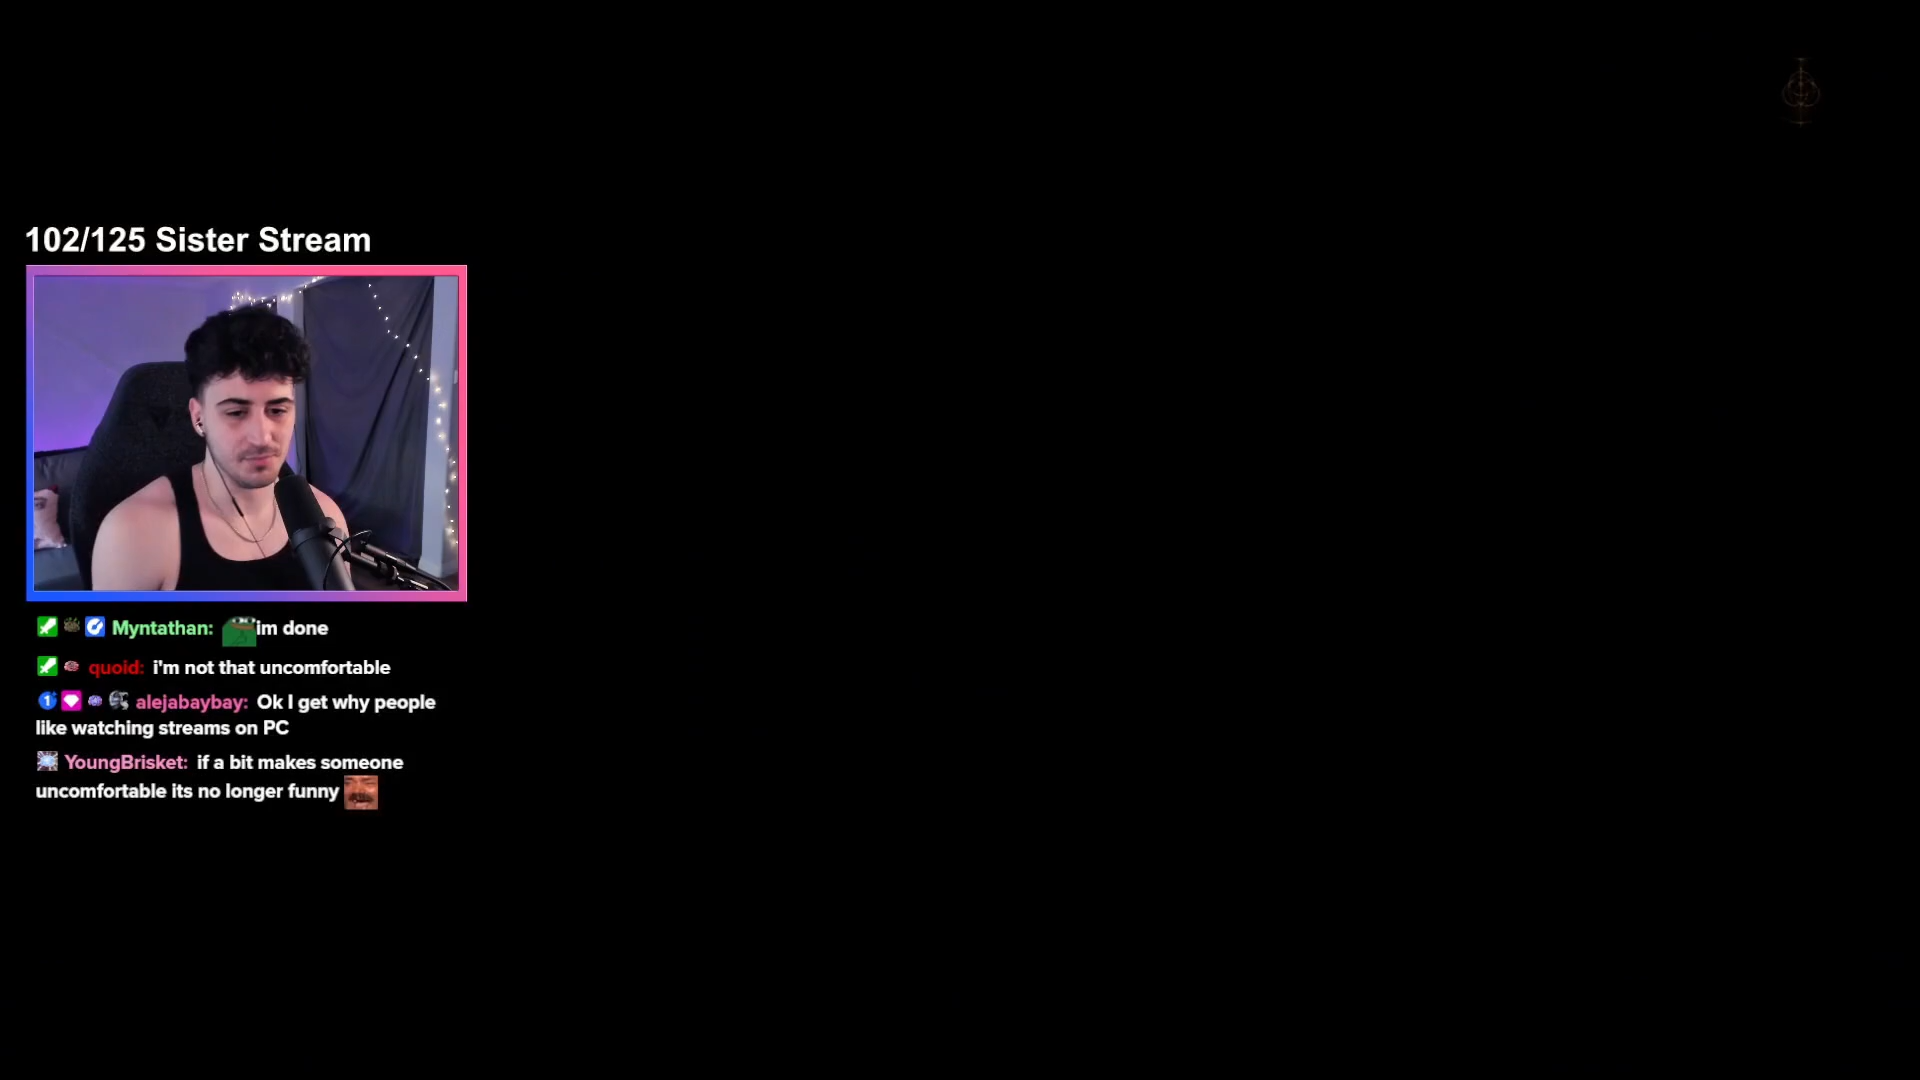 102/125 Sister Stream
Myntathan: im done
quoid: i'm not that uncomfortable
1 alejabaybay: Ok I get why people
like watching streams on PC
YoungBrisket: if a bit makes someone
uncomfortable its no longer funny